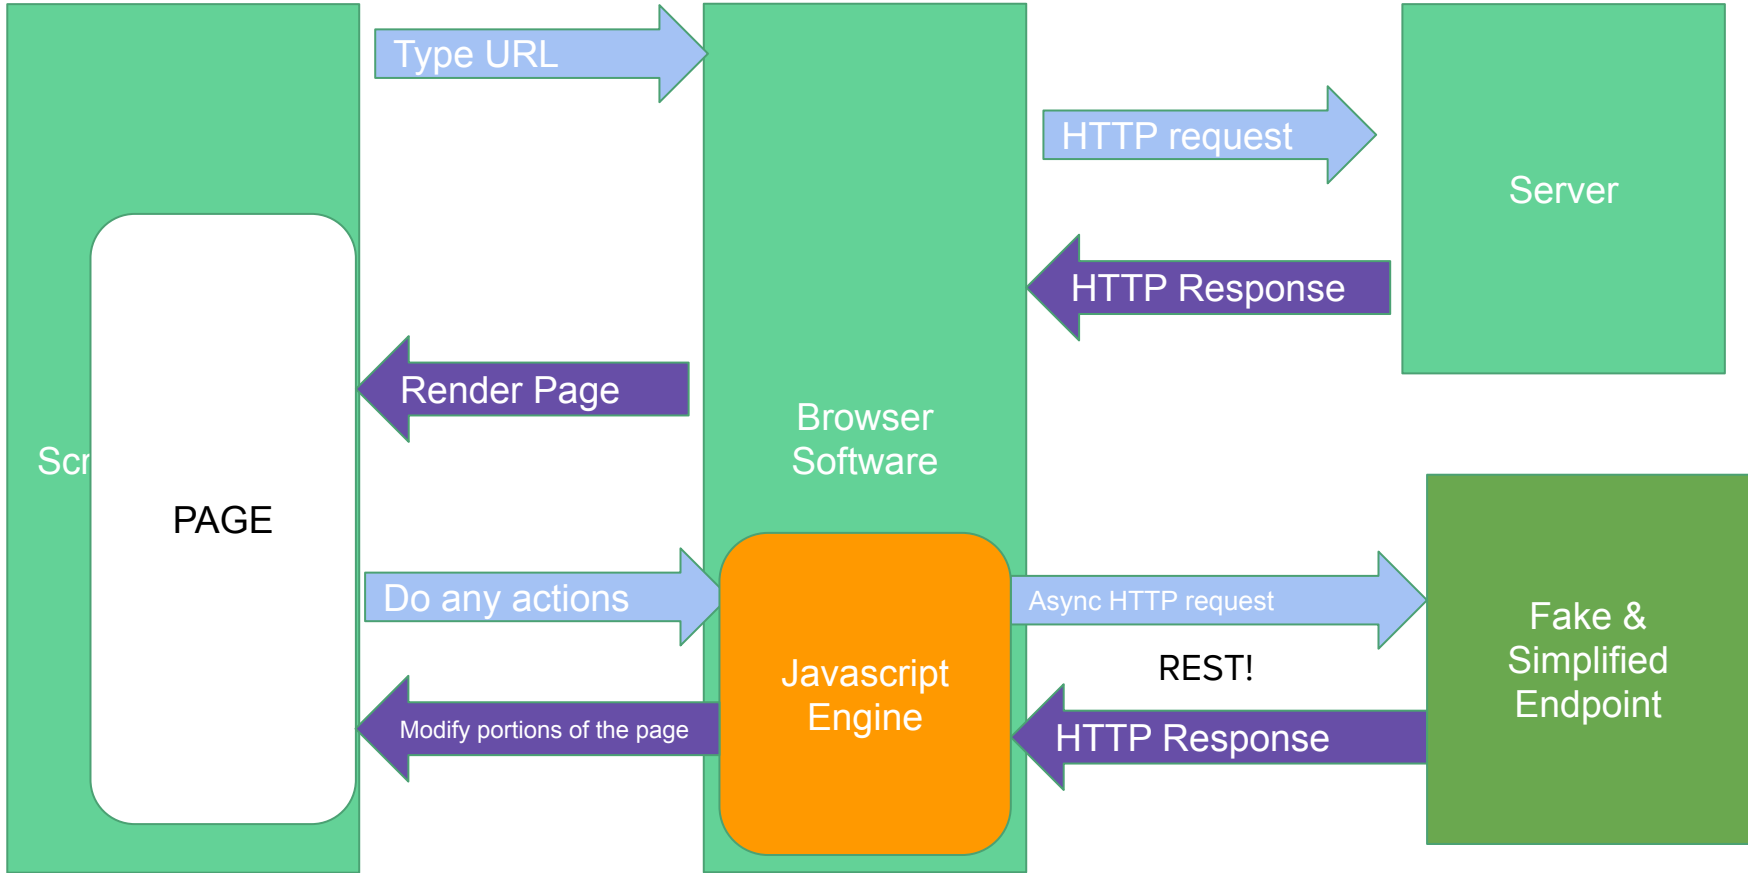 Type URL
HTTP request
Server
HTTP Response
Render Page
Browser
Software
Scr
PAGE
Do any actions
Async HTTP request
Fake &
Simplified
Endpoint
REST!
Javascript
Engine
Modify portions of the page
HTTP Response